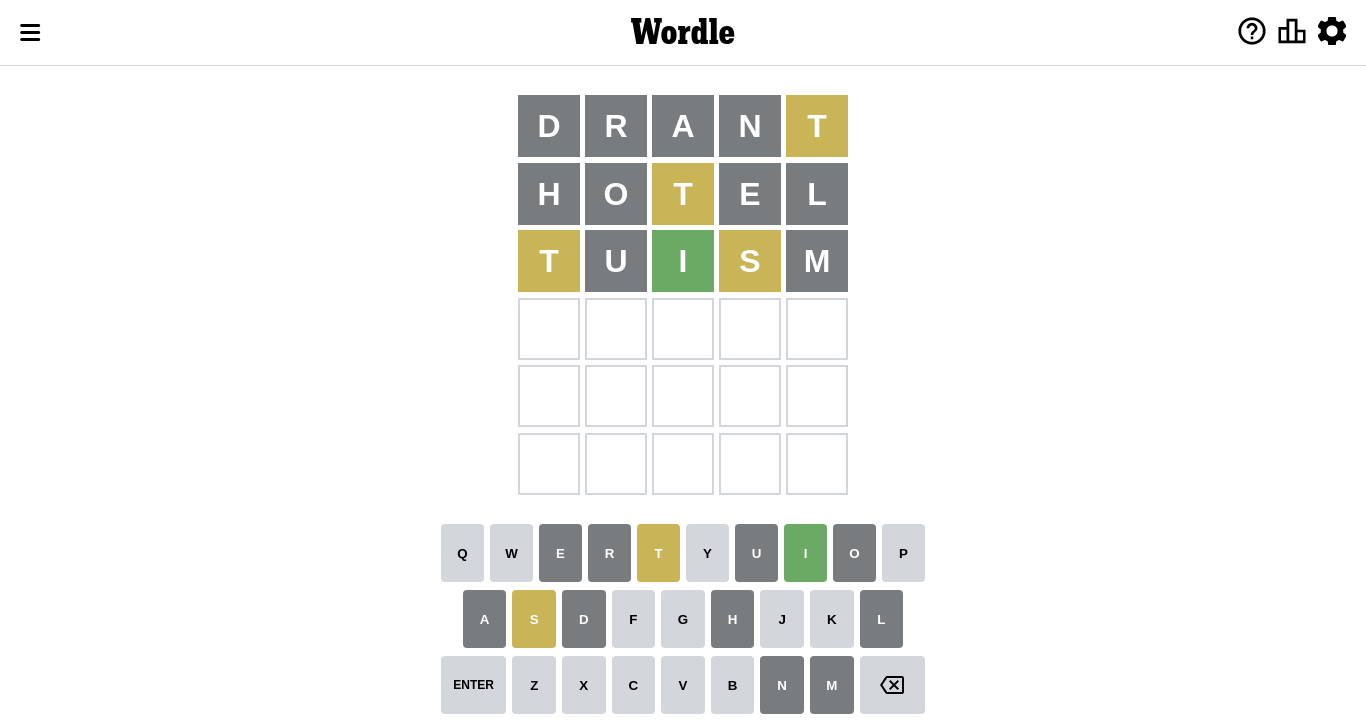 Wordle
D R A N T
H O T E L
T U I S M
Q W E R T Y U I O P
A S D F G H J K L
ENTER Z X C V B N M